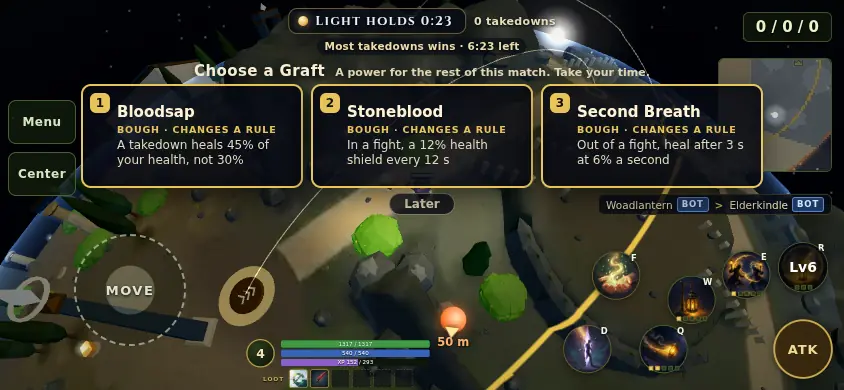 LIGHT HOLDS 0:23
0 takedowns
0 / 0 / 0
Most takedowns wins · 6:23 left
Choose a Graft
A power for the rest of this match. Take your time.
Menu
Center
1
Bloodsap
BOUGH · CHANGES A RULE
A takedown heals 45% of
your health, not 30%
2
Stoneblood
BOUGH · CHANGES A RULE
In a fight, a 12% health
shield every 12 s
3
Second Breath
BOUGH · CHANGES A RULE
Out of a fight, heal after 3 s
at 6% a second
Later
Woadlantern BOT > Elderkindle BOT
MOVE
F
W
E
R
Lv6
D
Q
ATK
50 m
4
1317 / 1317
540 / 540
XP 152 / 293
LOOT